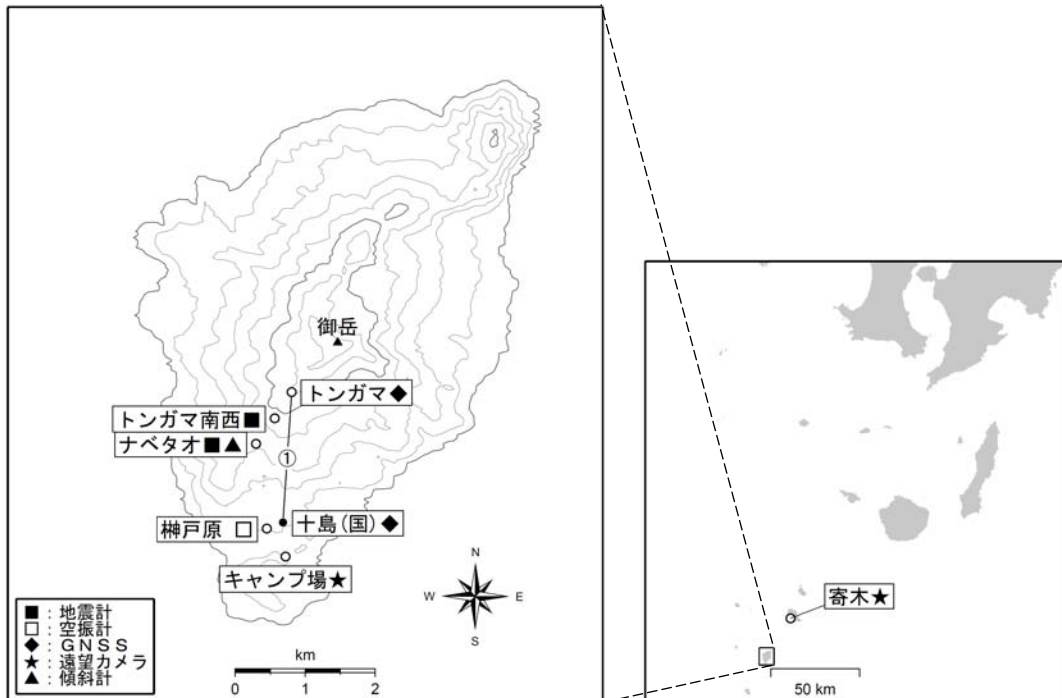 御岳
トンガマ◆
トンガマ南西■
ナベタオ■▲
①
榊戸原 □
十島(国)◆
キャンプ場★
N
W E
S
■：地震計
□：空振計
◆：ＧＮＳＳ
★：遠望カメラ
▲：傾斜計
km
0 1 2
寄木★
50 km